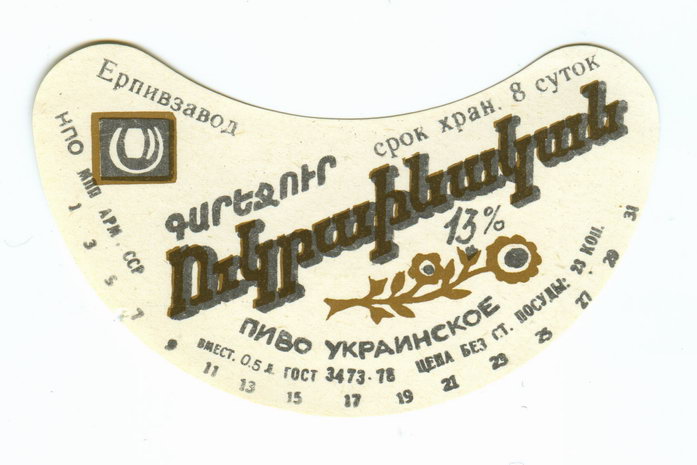 Ерпивзавод
срок хран. 8 суток
НПО МПП АРМ. ССР
ԳԱՐԵՋՈՒՐ
Ուկրաինական
13%
ПИВО УКРАИНСКОЕ
ВМЕСТ. 0.5 Л. ГОСТ 3473-78 ЦЕНА БЕЗ СТ. ПОСУДЫ: 23 КОП.
1 3 5 7 9 11 13 15 17 19 21 23 25 27 29 31